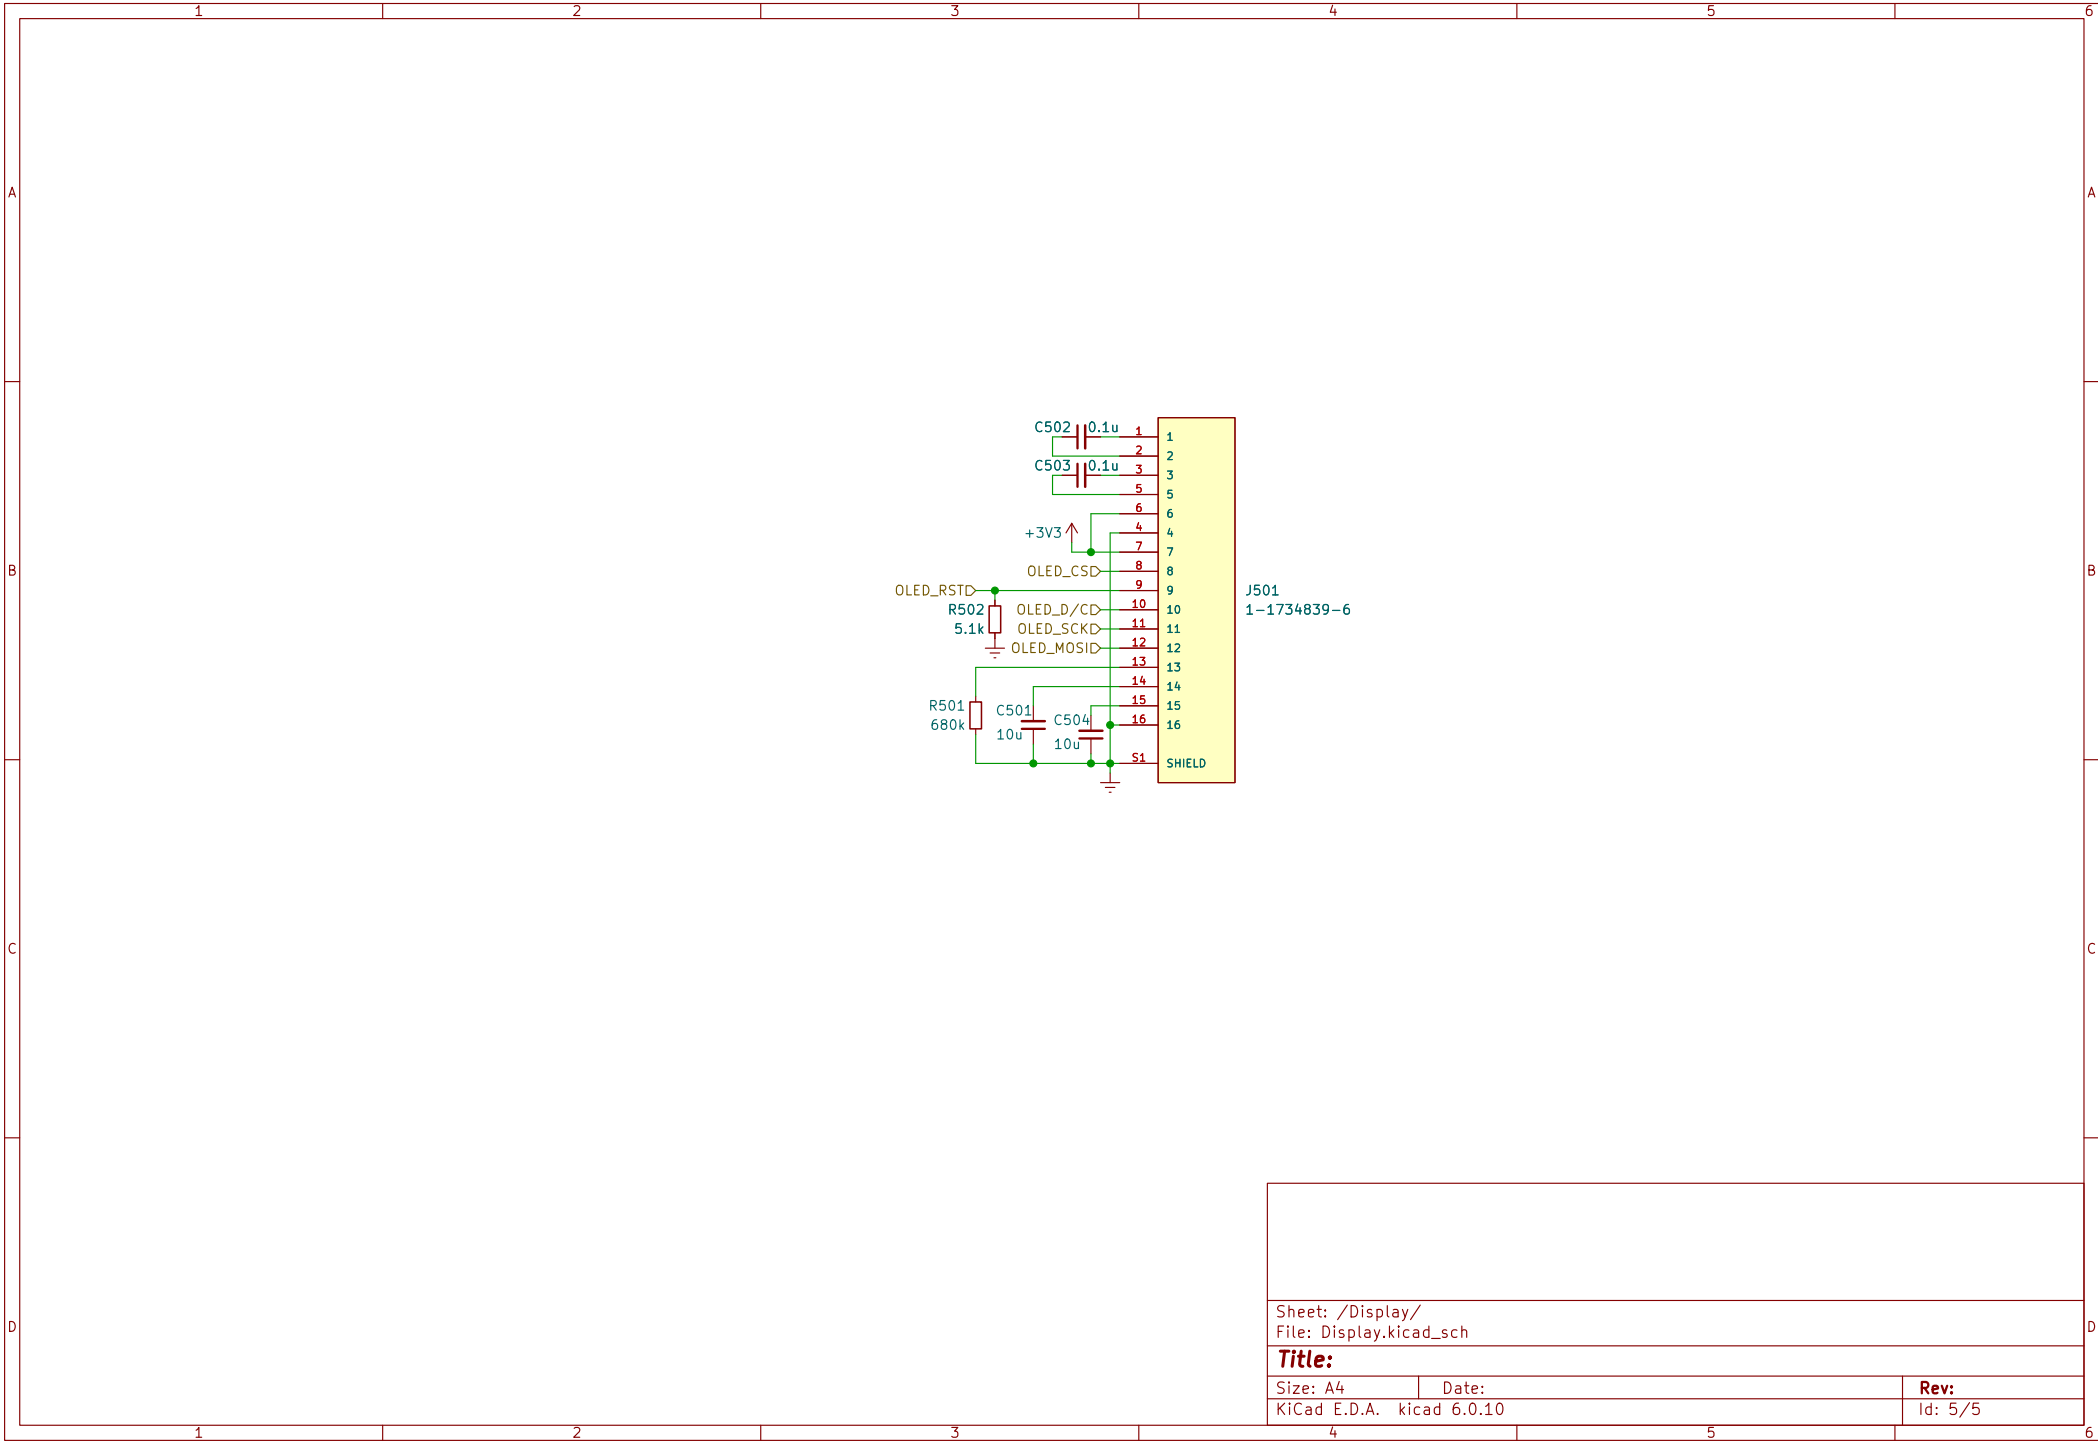 1 2 3 4 5 6
A A
C502 0.1u 1 1
2 2
C503 0.1u 3 3
5 5
6 6
+3V3 4 4
7 7
B OLED_CS 8 8 B
OLED_RST 9 9 J501
R502 OLED_D/C 10 10 1-1734839-6
5.1k OLED_SCK 11 11
OLED_MOSI 12 12
13 13
14 14
R501 C501 15 15
680k C504 16 16
10u
10u
S1 SHIELD
C C
Sheet: /Display/
D File: Display.kicad_sch D
Title:
Size: A4 Date: Rev:
KiCad E.D.A. kicad 6.0.10 Id: 5/5
1 2 3 4 5 6